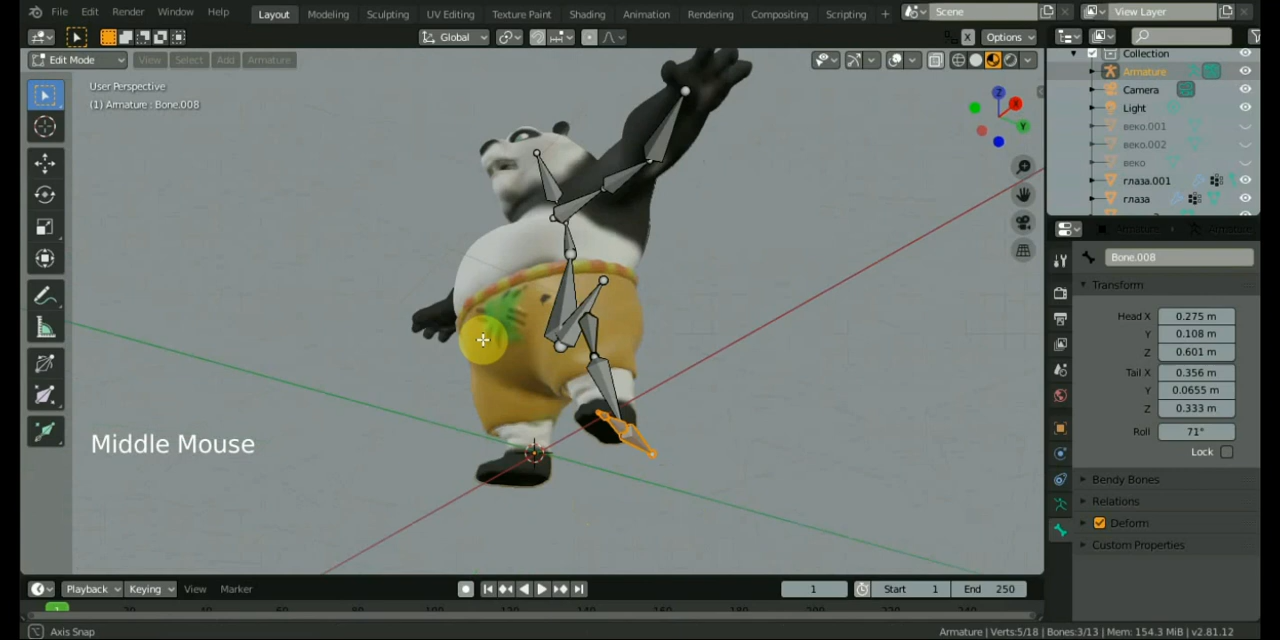 File Edit Render Window Help Layout Modeling Sculpting UV Editing Texture Paint Shading Animation Rendering Compositing Scripting + Scene View Layer
Global Options
Edit Mode View Select Add Armature
Collection
Armature
Camera
Light
веко.001
веко.002
веко
глаза.001
глаза
User Perspective
(1) Armature : Bone.008
Z
X
Y
Middle Mouse
Bone.008
Transform
Head X 0.275 m
Y 0.108 m
Z 0.601 m
Tail X 0.356 m
Y 0.0655 m
Z 0.333 m
Roll 71°
Lock
Bendy Bones
Relations
Deform
Custom Properties
Playback Keying View Marker 1 Start 1 End 250
1
Axis Snap
Armature | Verts:5/18 | Bones:3/13 | Mem: 154.3 MiB | v2.81.12